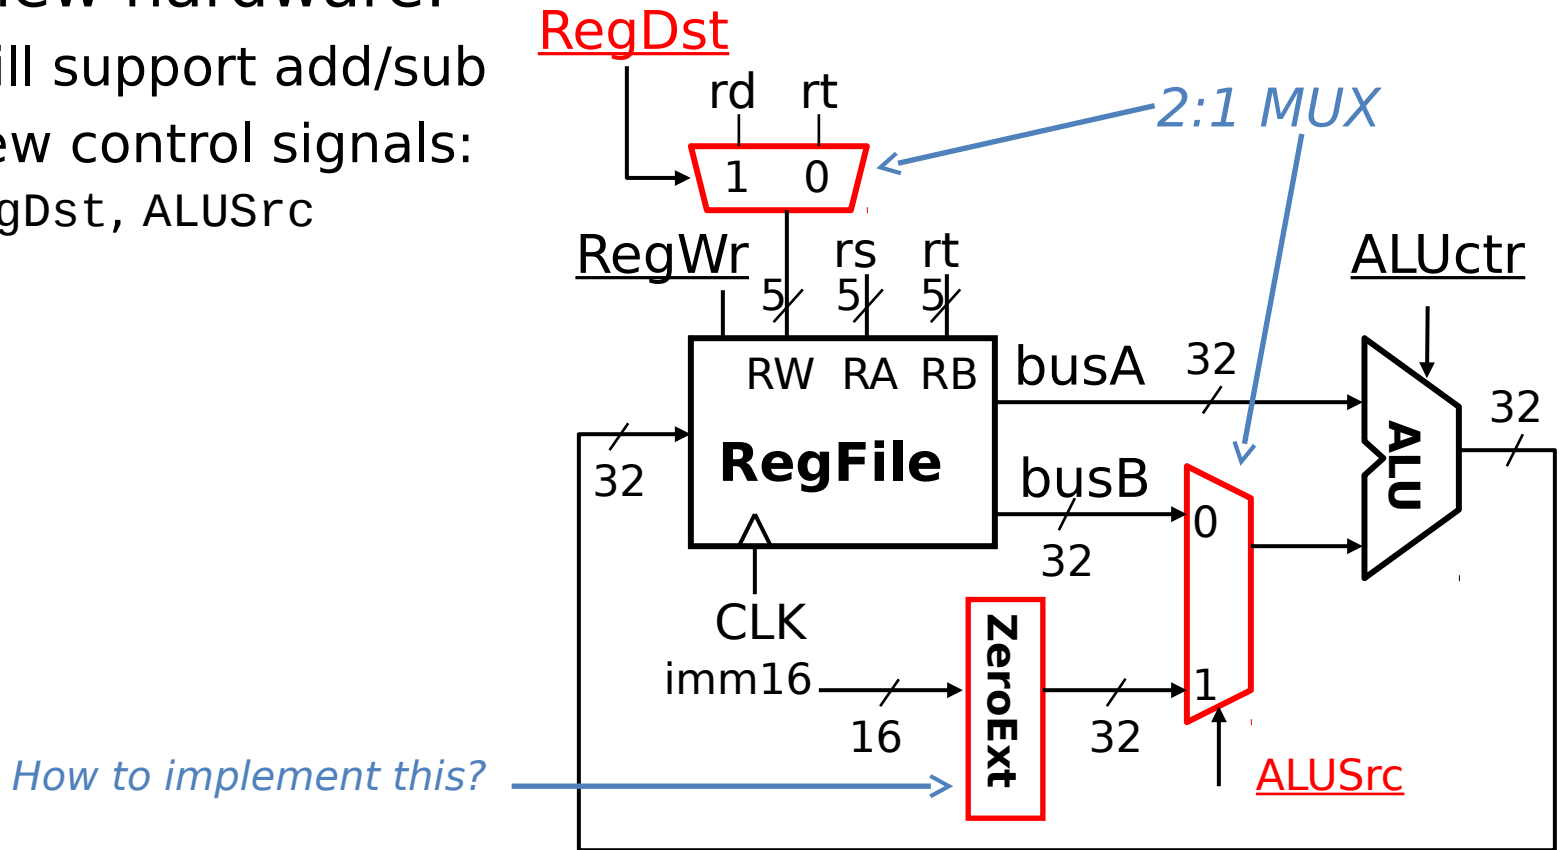 ew hardware:
ill support add/sub
ew control signals:
gDst, ALUSrc
RegDst
rd rt
1 0
2:1 MUX
RegWr rs rt ALUctr
5 5 5
RW RA RB
busA 32
32
RegFile
32
busB
32
ALU
0
CLK
imm16
16
ZeroExt
32
1
How to implement this?
ALUSrc